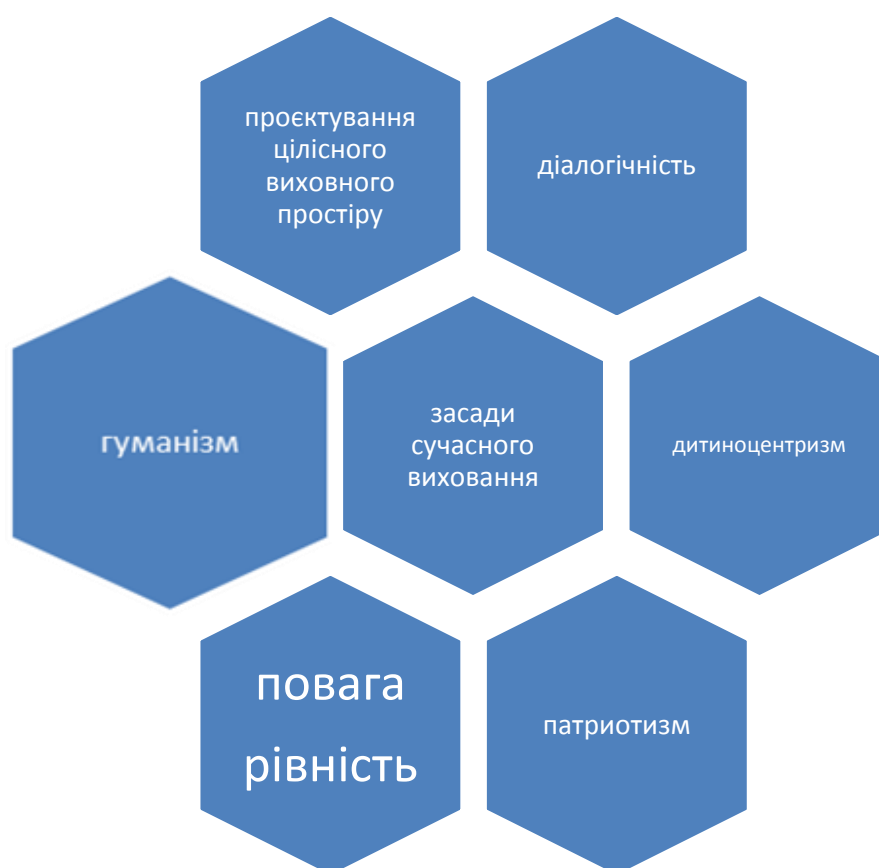 проєктування
цілісного
виховного
простіру
діалогічність
гуманізм
засади
сучасного
виховання
дитиноцентризм
повага
рівність
патриотизм